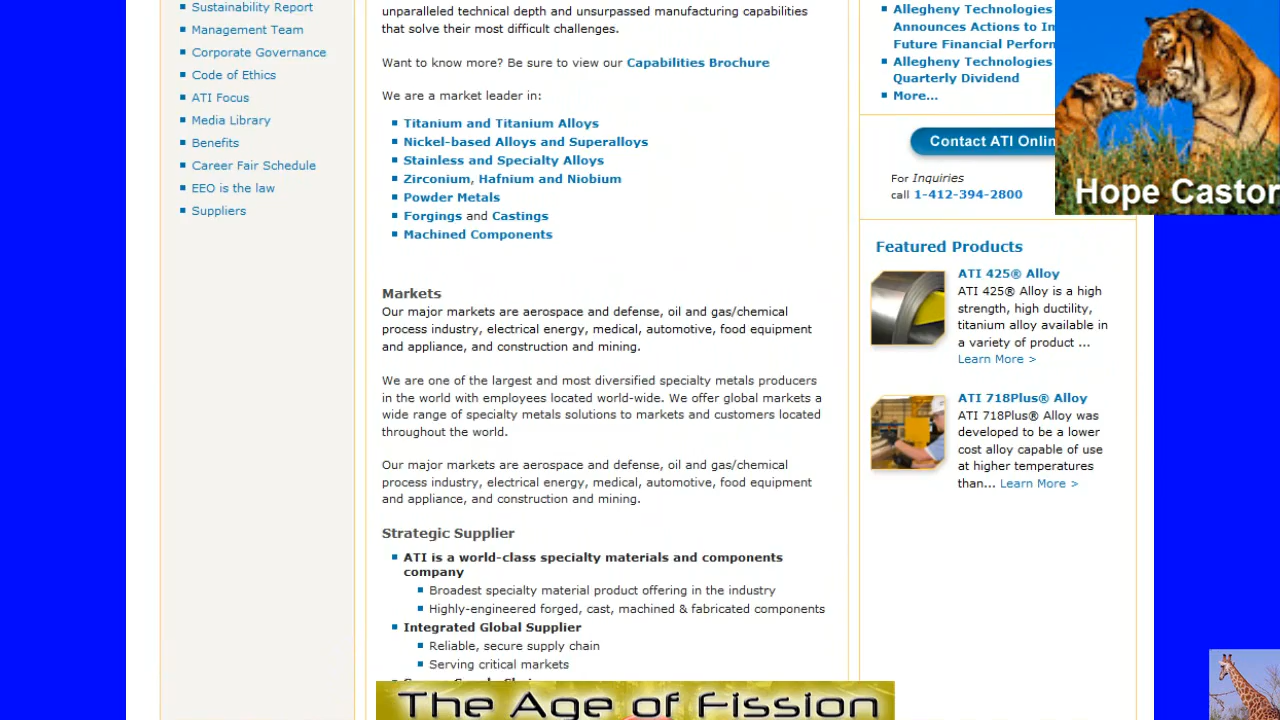 Sustainability Report
Management Team
Corporate Governance
Code of Ethics
ATI Focus
Media Library
Benefits
Career Fair Schedule
EEO is the law
Suppliers
unparalleled technical depth and unsurpassed manufacturing capabilities
that solve their most difficult challenges.
Want to know more? Be sure to view our Capabilities Brochure
We are a market leader in:
Titanium and Titanium Alloys
Nickel-based Alloys and Superalloys
Stainless and Specialty Alloys
Zirconium, Hafnium and Niobium
Powder Metals
Forgings and Castings
Machined Components
Markets
Our major markets are aerospace and defense, oil and gas/chemical
process industry, electrical energy, medical, automotive, food equipment
and appliance, and construction and mining.
We are one of the largest and most diversified specialty metals producers
in the world with employees located world-wide. We offer global markets a
wide range of specialty metals solutions to markets and customers located
throughout the world.
Our major markets are aerospace and defense, oil and gas/chemical
process industry, electrical energy, medical, automotive, food equipment
and appliance, and construction and mining.
Strategic Supplier
ATI is a world-class specialty materials and components
company
Broadest specialty material product offering in the industry
Highly-engineered forged, cast, machined & fabricated components
Integrated Global Supplier
Reliable, secure supply chain
Serving critical markets
The Age of Fission
Allegheny Technologies
Announces Actions to Im
Future Financial Perform
Allegheny Technologies
Quarterly Dividend
More...
Contact ATI Onlin
For Inquiries
call 1-412-394-2800
Hope Castor
Featured Products
ATI 425® Alloy
ATI 425® Alloy is a high
strength, high ductility,
titanium alloy available in
a variety of product ...
Learn More >
ATI 718Plus® Alloy
ATI 718Plus® Alloy was
developed to be a lower
cost alloy capable of use
at higher temperatures
than... Learn More >